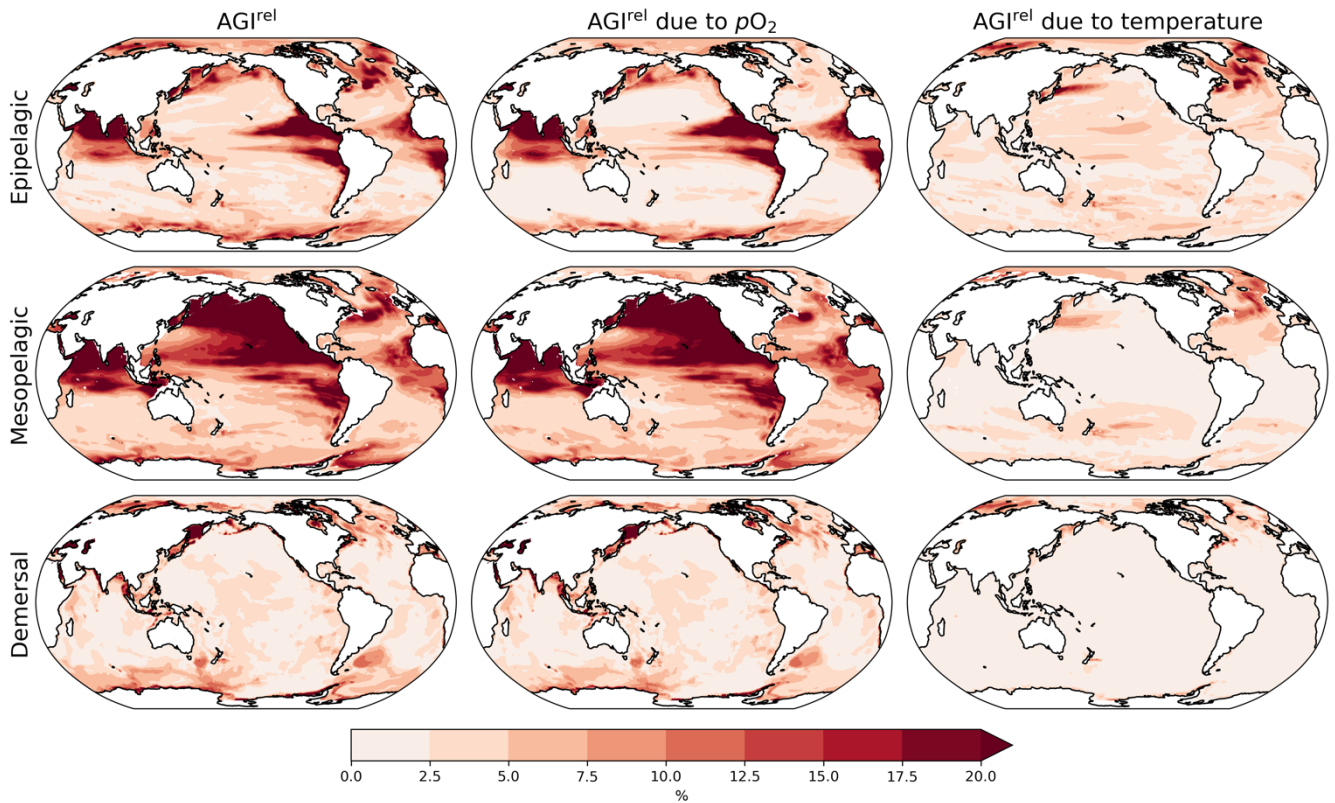 AGI^rel
AGI^rel due to pO₂
AGI^rel due to temperature
Epipelagic
Mesopelagic
Demersal
0.0 2.5 5.0 7.5 10.0 12.5 15.0 17.5 20.0
%